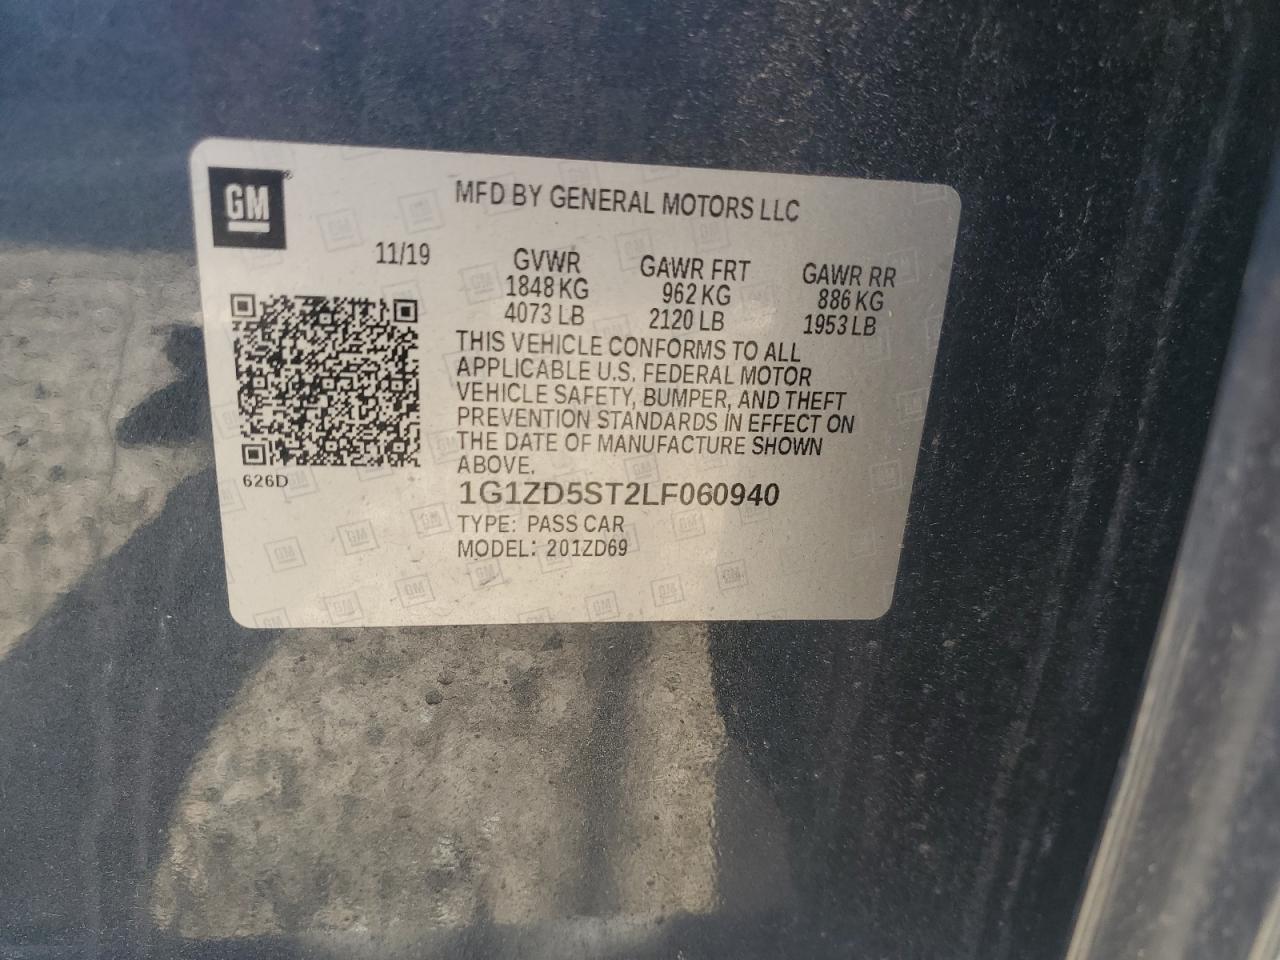 GM
MFD BY GENERAL MOTORS LLC
11/19
GVWR GAWR FRT GAWR RR
1848 KG 962 KG 886 KG
4073 LB 2120 LB 1953 LB
THIS VEHICLE CONFORMS TO ALL
APPLICABLE U.S. FEDERAL MOTOR
VEHICLE SAFETY, BUMPER, AND THEFT
PREVENTION STANDARDS IN EFFECT ON
THE DATE OF MANUFACTURE SHOWN
ABOVE.
626D
1G1ZD5ST2LF060940
TYPE: PASS CAR
MODEL: 201ZD69